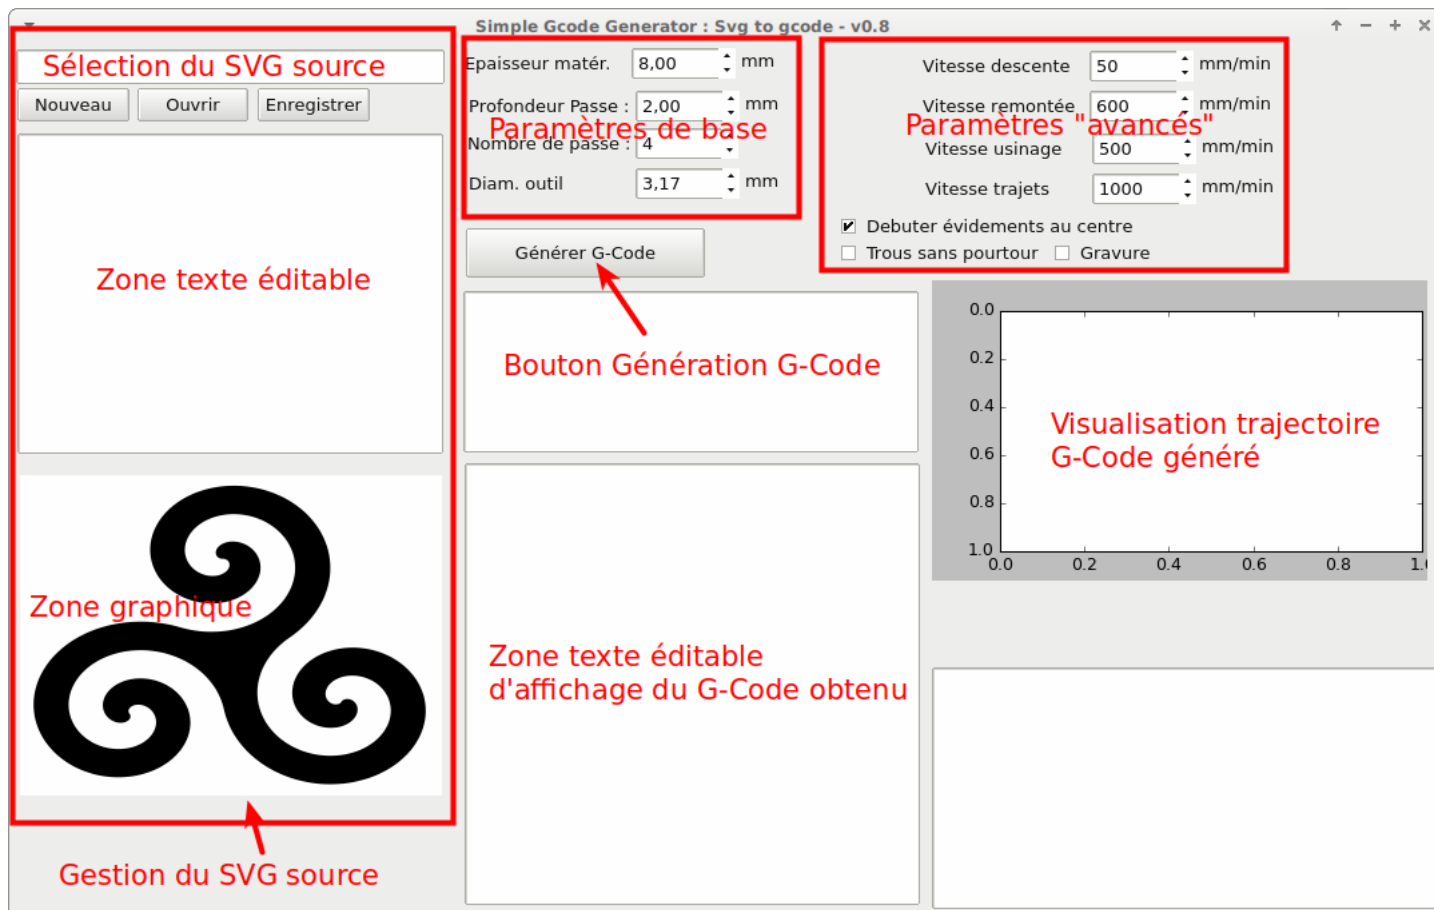 Simple Gcode Generator : Svg to gcode - v0.8
Sélection du SVG source
Nouveau
Ouvrir
Enregistrer
Zone texte éditable
Zone graphique
Gestion du SVG source
Epaisseur matér. 8,00 mm
Profondeur Passe : 2,00 mm
Paramètres de base
Nombre de passe : 4
Diam. outil 3,17 mm
Vitesse descente 50 mm/min
Vitesse remontée 600 mm/min
Paramètres "avancés"
Vitesse usinage 500 mm/min
Vitesse trajets 1000 mm/min
Debuter évidements au centre
Trous sans pourtour Gravure
Générer G-Code
Bouton Génération G-Code
Zone texte éditable
d'affichage du G-Code obtenu
0.0
0.2
0.4
0.6
0.8
1.0
Visualisation trajectoire
G-Code généré
0.0 0.2 0.4 0.6 0.8 1.